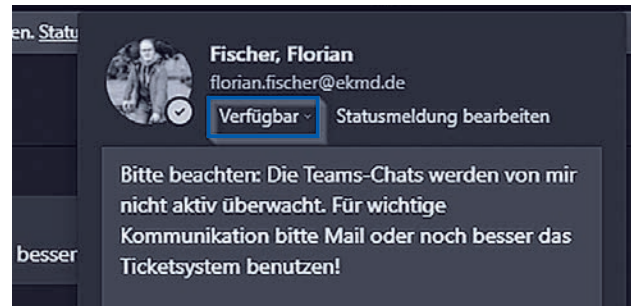 en. Statu
Fischer, Florian
florian.fischer@ekmd.de
Verfügbar
Statusmeldung bearbeiten
Bitte beachten: Die Teams-Chats werden von mir
nicht aktiv überwacht. Für wichtige
Kommunikation bitte Mail oder noch besser das
Ticketsystem benutzen!
besser